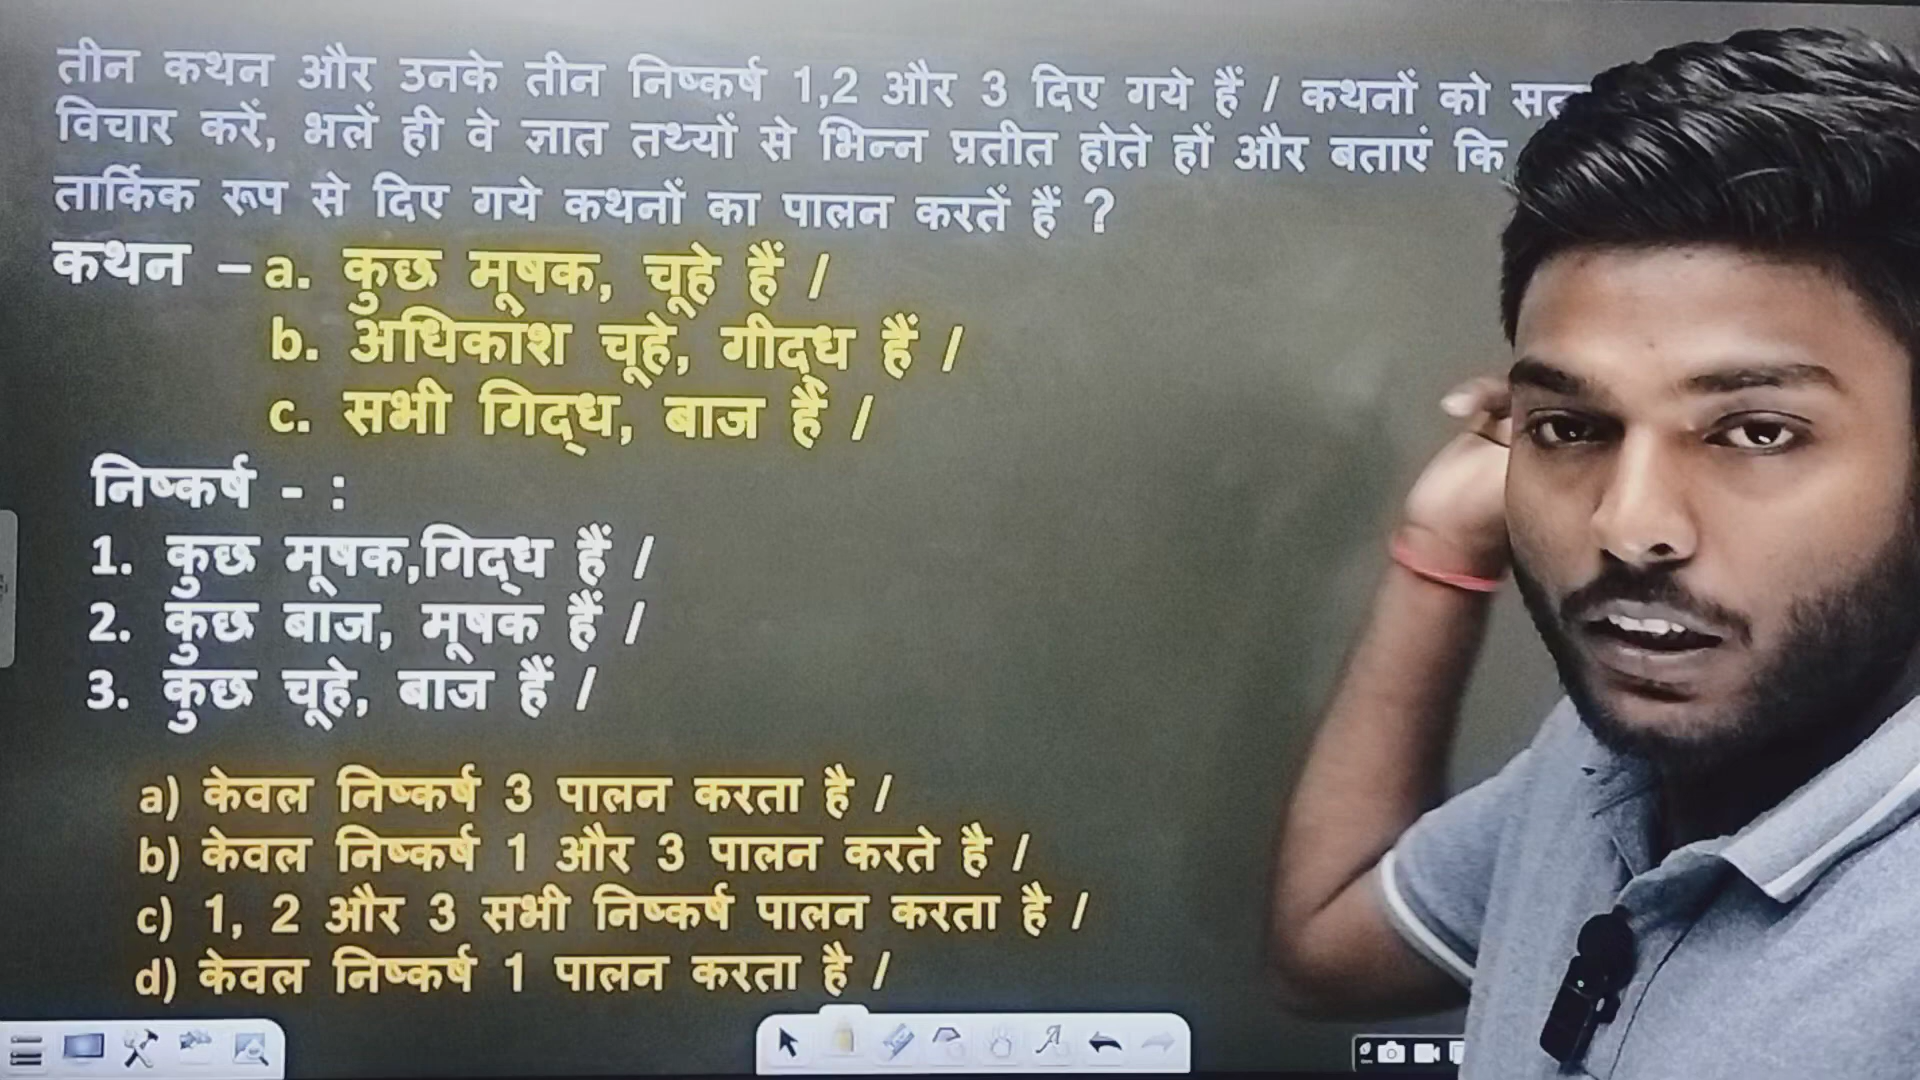 तीन कथन और उनके तीन निष्कर्ष 1,2 और 3 दिए गये हैं / कथनों को
विचार करें, भलें ही वे ज्ञात तथ्यों से भिन्न प्रतीत होते हों और बताएं कि
तार्किक रूप से दिए गये कथनों का पालन करतें हैं ?
कथन – a. कुछ मूषक, चूहे हैं /
b. अधिकांश चूहे, गीद्ध हैं /
c. सभी गिद्ध, बाज हैं /
निष्कर्ष - :
1. कुछ मूषक,गिद्ध हैं /
2. कुछ बाज, मूषक हैं /
3. कुछ चूहे, बाज हैं /
a) केवल निष्कर्ष 3 पालन करता है /
b) केवल निष्कर्ष 1 और 3 पालन करते है /
c) 1, 2 और 3 सभी निष्कर्ष पालन करता है /
d) केवल निष्कर्ष 1 पालन करता है /